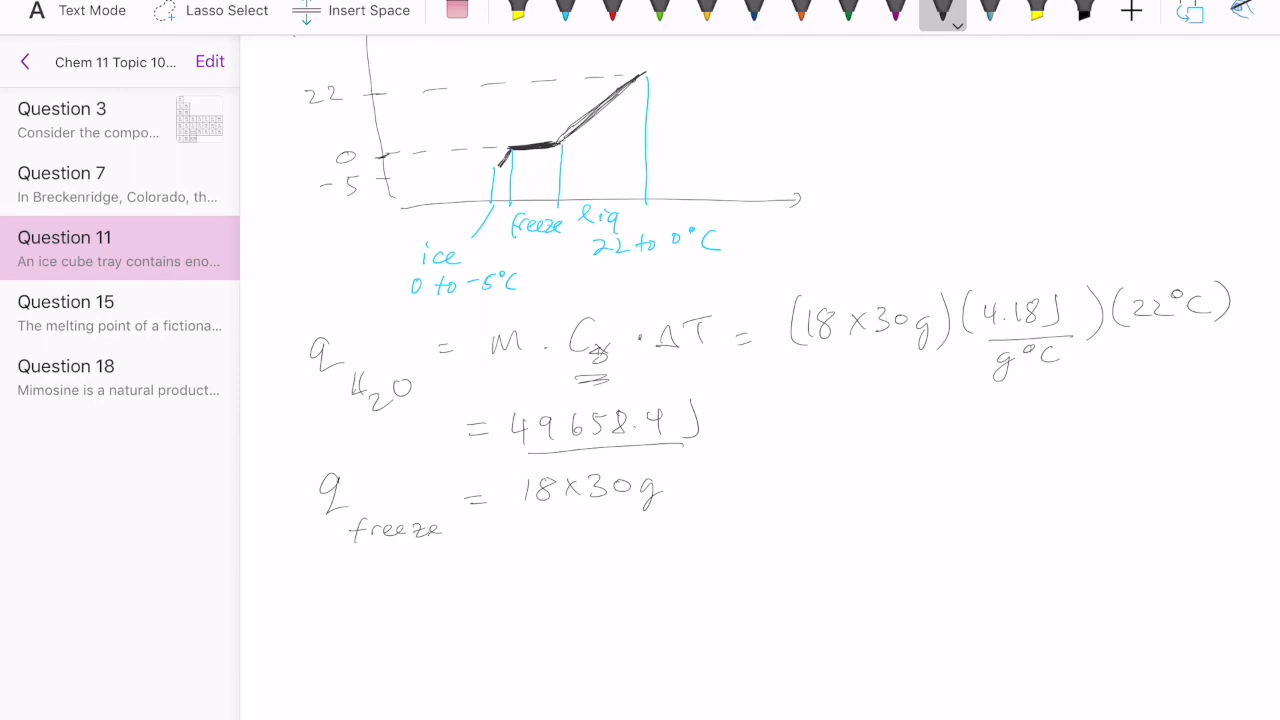 A Text Mode Lasso Select Insert Space
Chem 11 Topic 10... Edit
Question 3
Consider the compo...
Question 7
In Breckenridge, Colorado, th...
Question 11
An ice cube tray contains eno...
Question 15
The melting point of a fictiona...
Question 18
Mimosine is a natural product...
22
0
-5
freeze liq
22 to 0°C
ice
0 to -5°C
q H2O = m · C · ΔT = (18 x 30g) (4.18J / g°C) (22°C)
= 49658.4 J
q freeze = 18 x 30g